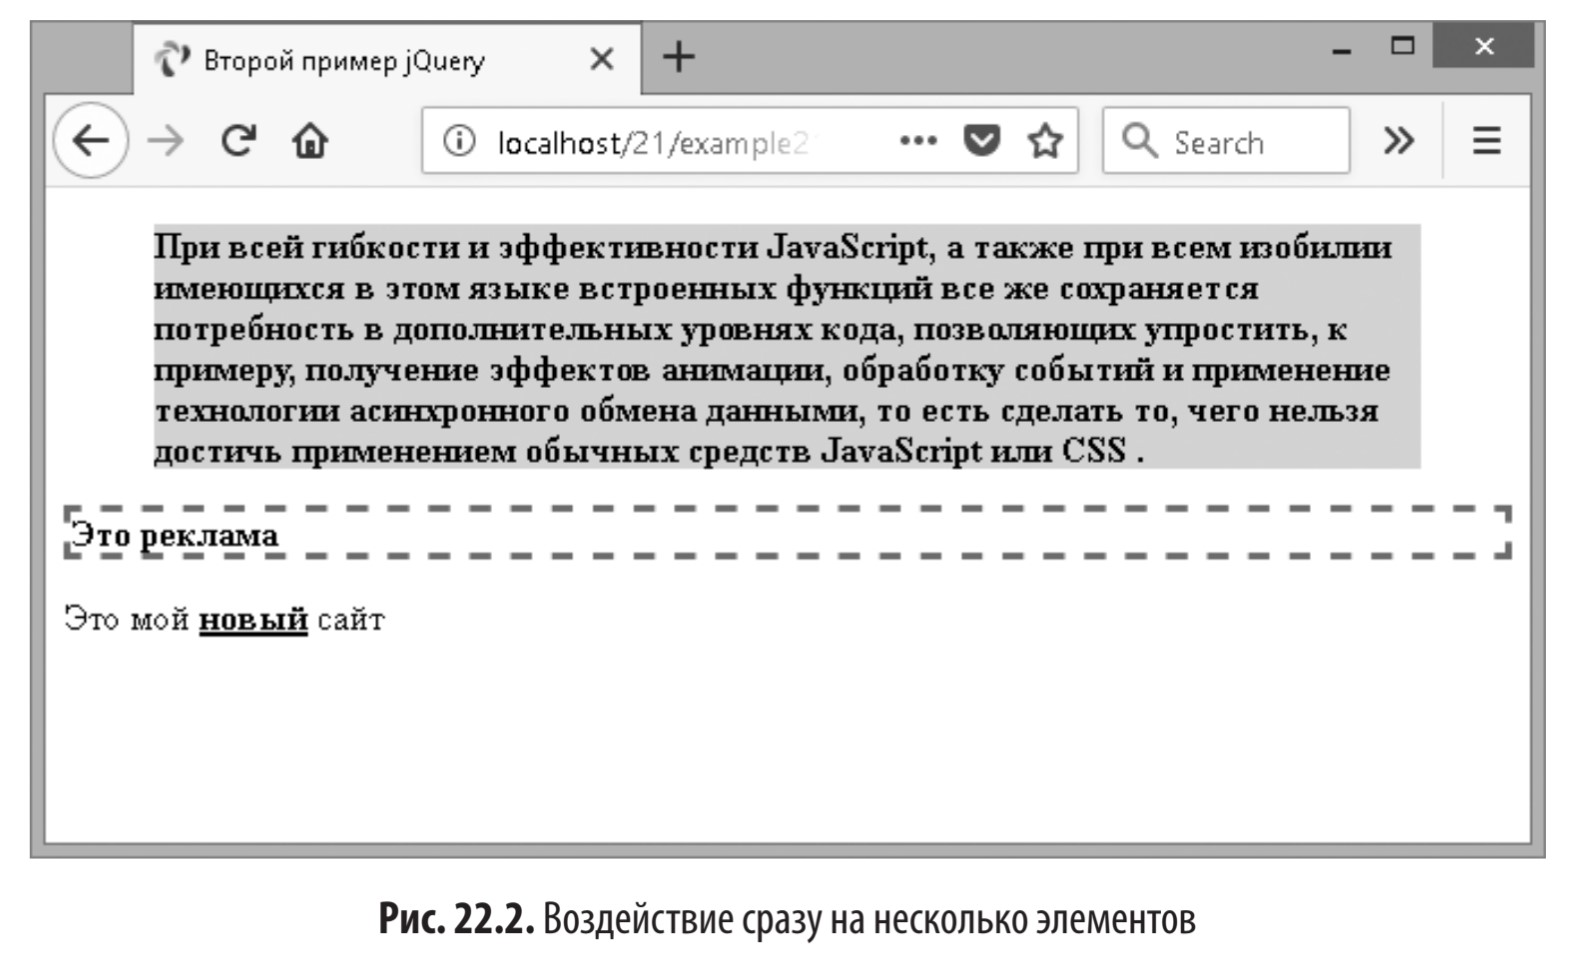 Второй пример jQuery
localhost/21/example2
Search
При всей гибкости и эффективности JavaScript, а также при всем изобилии
имеющихся в этом языке встроенных функций все же сохраняется
потребность в дополнительных уровнях кода, позволяющих упростить, к
примеру, получение эффектов анимации, обработку событий и применение
технологии асинхронного обмена данными, то есть сделать то, чего нельзя
достичь применением обычных средств JavaScript или CSS .
Это реклама
Это мой новый сайт
Рис. 22.2. Воздействие сразу на несколько элементов